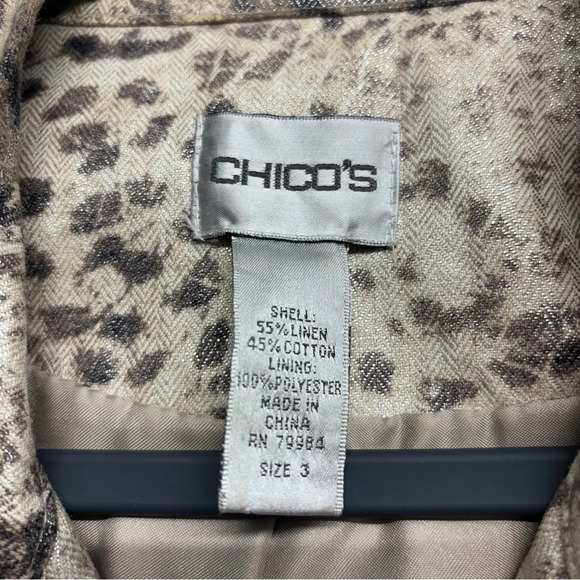 CHICO'S
SHELL:
55% LINEN
45% COTTON
LINING:
100% POLYESTER
MADE IN
CHINA
RN 79984
SIZE 3